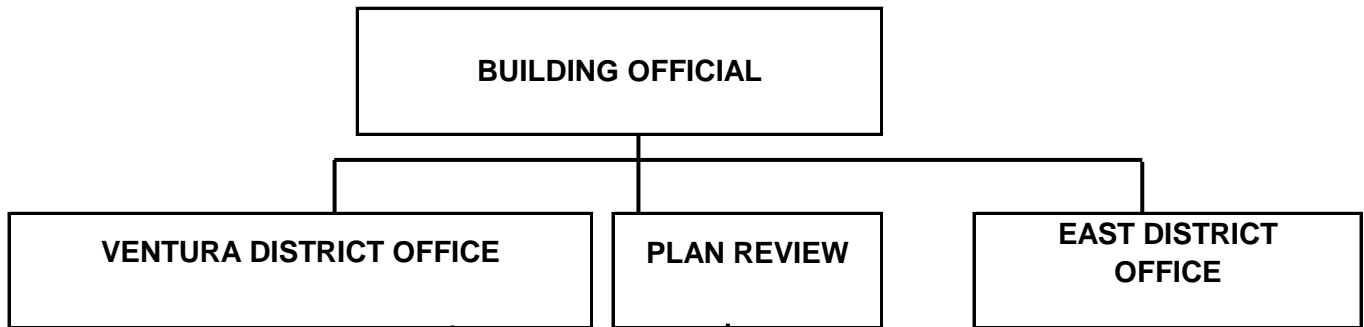 BUILDING OFFICIAL
VENTURA DISTRICT OFFICE
PLAN REVIEW
EAST DISTRICT
OFFICE